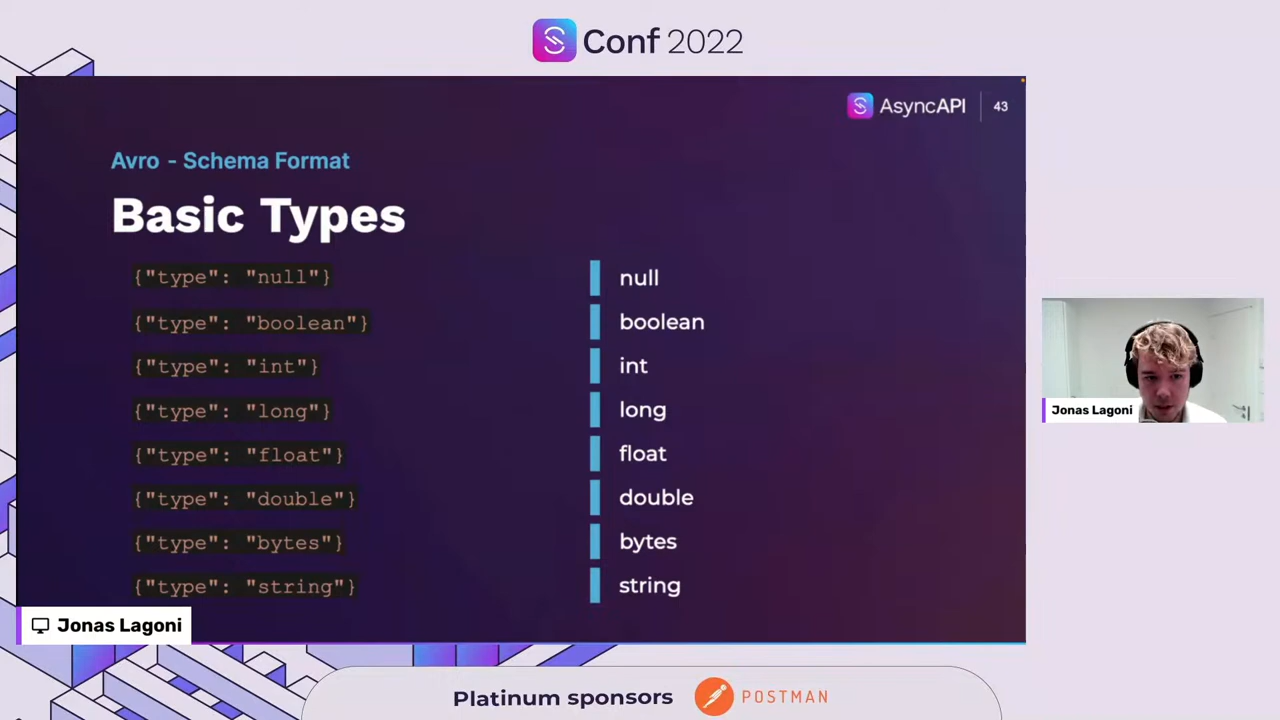 Conf 2022
AsyncAPI | 43
Avro - Schema Format
Basic Types
{"type": "null"}
null
{"type": "boolean"}
boolean
{"type": "int"}
int
{"type": "long"}
long
{"type": "float"}
float
{"type": "double"}
double
{"type": "bytes"}
bytes
{"type": "string"}
string
Jonas Lagoni
Jonas Lagoni
Platinum sponsors POSTMAN